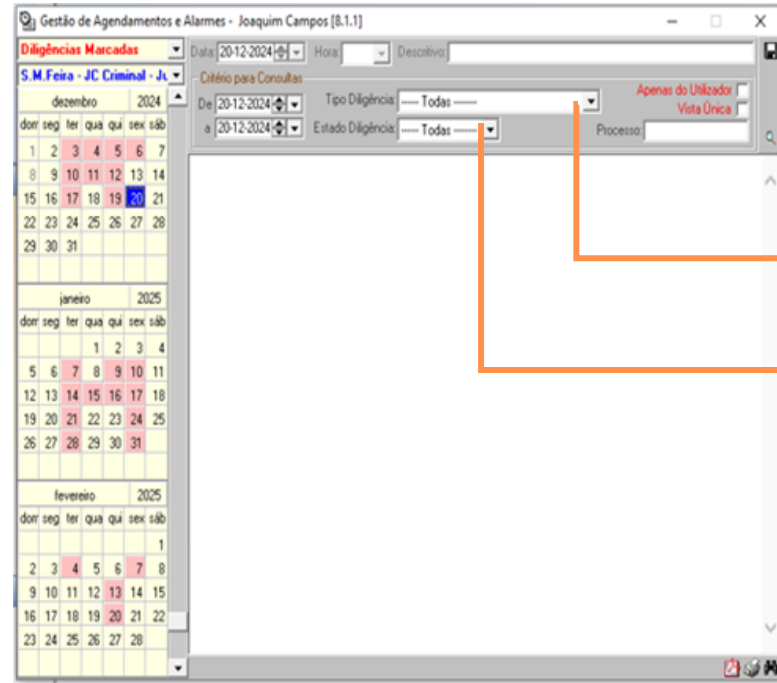 Gestão de Agendamentos e Alarmes - Joaquim Campos [8.1.1]
Diligências Marcadas
Data: 20-12-2024 Hora: Descritivo:
S.M.Feira - JC Criminal - Ju
Critério para Consultas
De 20-12-2024 Tipo Diligência: ----- Todas ------ Apenas do Utilizador
Vista Única
a 20-12-2024 Estado Diligência: ----- Todas ------ Processo:
dezembro 2024
dom seg ter qua qui sex sáb
1 2 3 4 5 6 7
8 9 10 11 12 13 14
15 16 17 18 19 20 21
22 23 24 25 26 27 28
29 30 31
janeiro 2025
dom seg ter qua qui sex sáb
1 2 3 4
5 6 7 8 9 10 11
12 13 14 15 16 17 18
19 20 21 22 23 24 25
26 27 28 29 30 31
fevereiro 2025
dom seg ter qua qui sex sáb
1
2 3 4 5 6 7 8
9 10 11 12 13 14 15
16 17 18 19 20 21 22
23 24 25 26 27 28